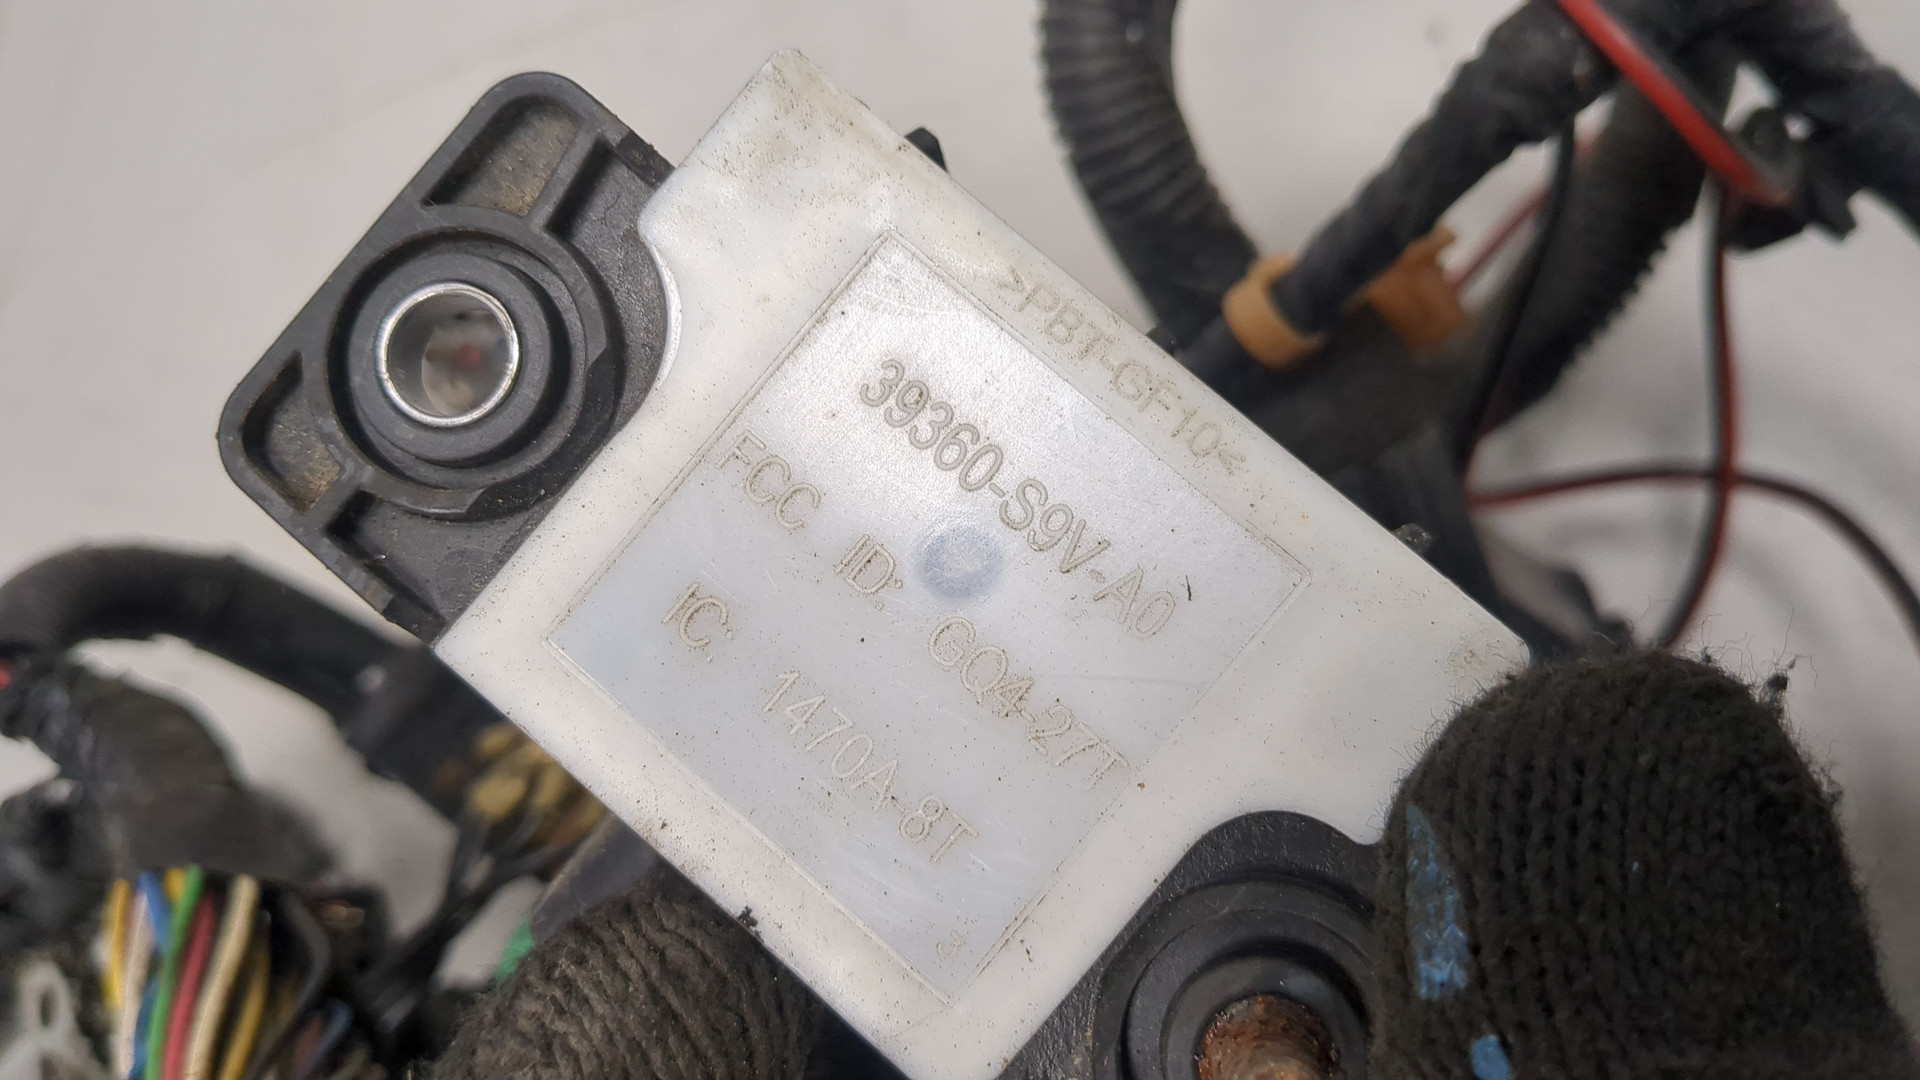 >PBT-GF10<
39360-S9V-A0
FCC ID: GQ4-27T
IC: 1470A-8T